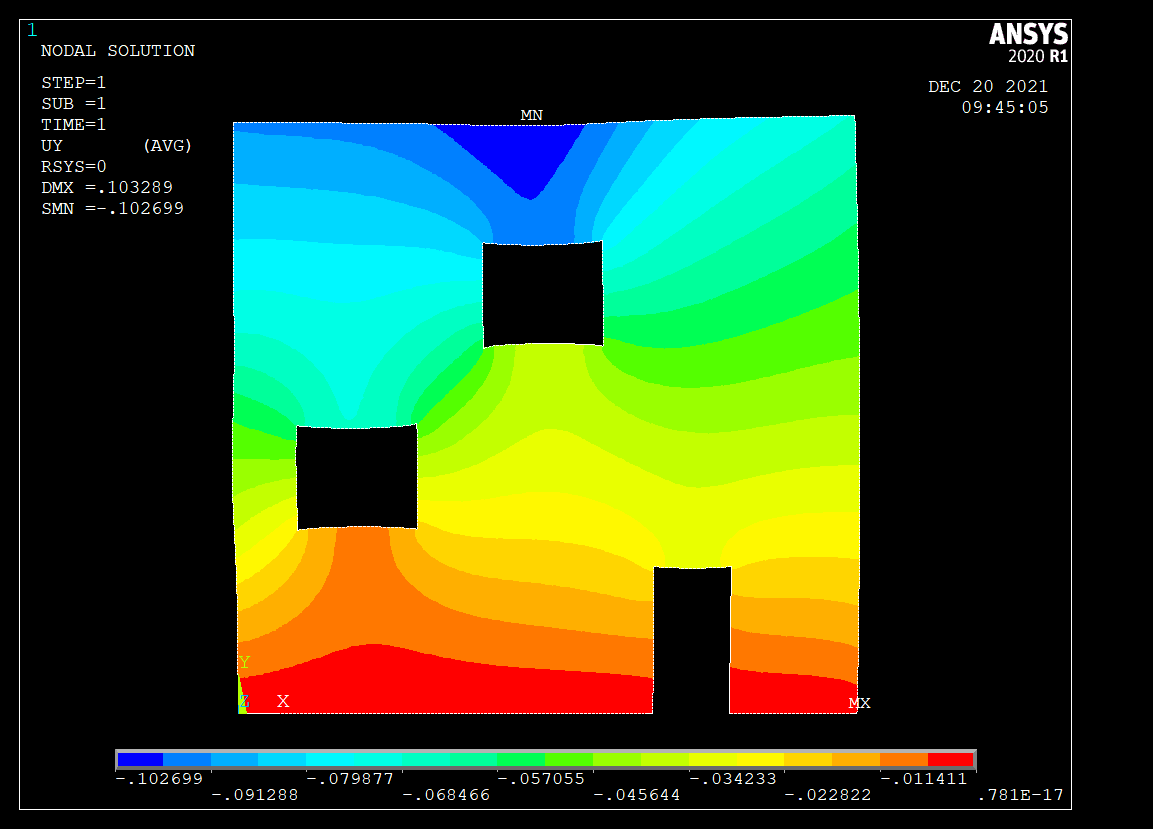 1
NODAL SOLUTION
STEP=1
SUB =1
TIME=1
UY (AVG)
RSYS=0
DMX =.103289
SMN =-.102699
ANSYS
2020 R1
DEC 20 2021
09:45:05
MN
Y
Z X
MX
-.102699 -.079877 -.057055 -.034233 -.011411
-.091288 -.068466 -.045644 -.022822 .781E-17